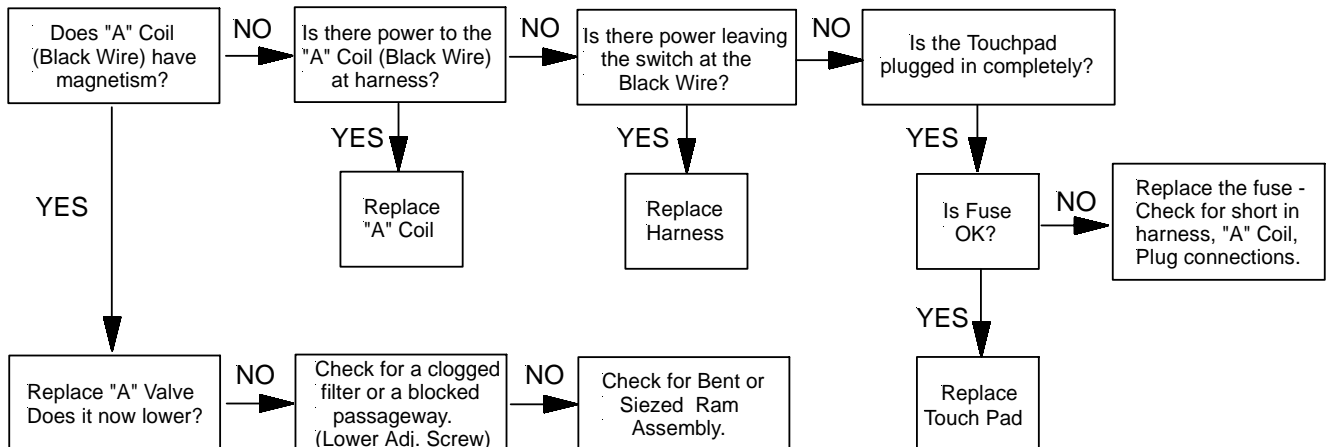 Does "A" Coil
(Black Wire) have
magnetism?
NO
Is there power to the
"A" Coil (Black Wire)
at harness?
NO
Is there power leaving
the switch at the
Black Wire?
NO
Is the Touchpad
plugged in completely?
YES
YES
YES
YES
Replace
"A" Coil
Replace
Harness
Is Fuse
OK?
NO
Replace the fuse -
Check for short in
harness, "A" Coil,
Plug connections.
YES
Replace "A" Valve
Does it now lower?
NO
Check for a clogged
filter or a blocked
passageway.
(Lower Adj. Screw)
NO
Check for Bent or
Siezed Ram
Assembly.
Replace
Touch Pad